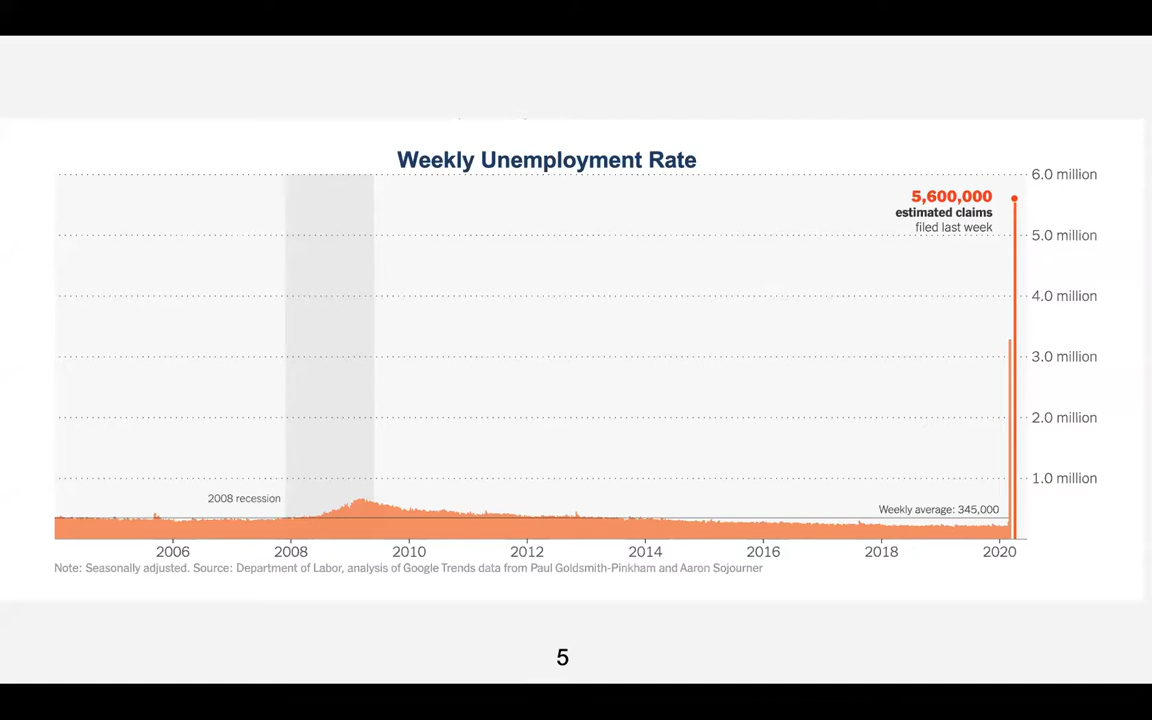 Weekly Unemployment Rate
6.0 million
5,600,000
estimated claims
filed last week
5.0 million
4.0 million
3.0 million
2.0 million
1.0 million
2008 recession
Weekly average: 345,000
2006 2008 2010 2012 2014 2016 2018 2020
Note: Seasonally adjusted. Source: Department of Labor, analysis of Google Trends data from Paul Goldsmith-Pinkham and Aaron Sojourner
5